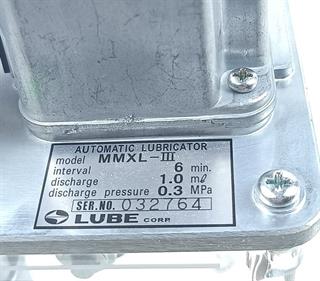 AUTOMATIC LUBRICATOR
model MMXL-III
interval 6 min.
discharge 1.0 mℓ
discharge pressure 0.3 MPa
SER.NO. 032764
LUBE CORP.